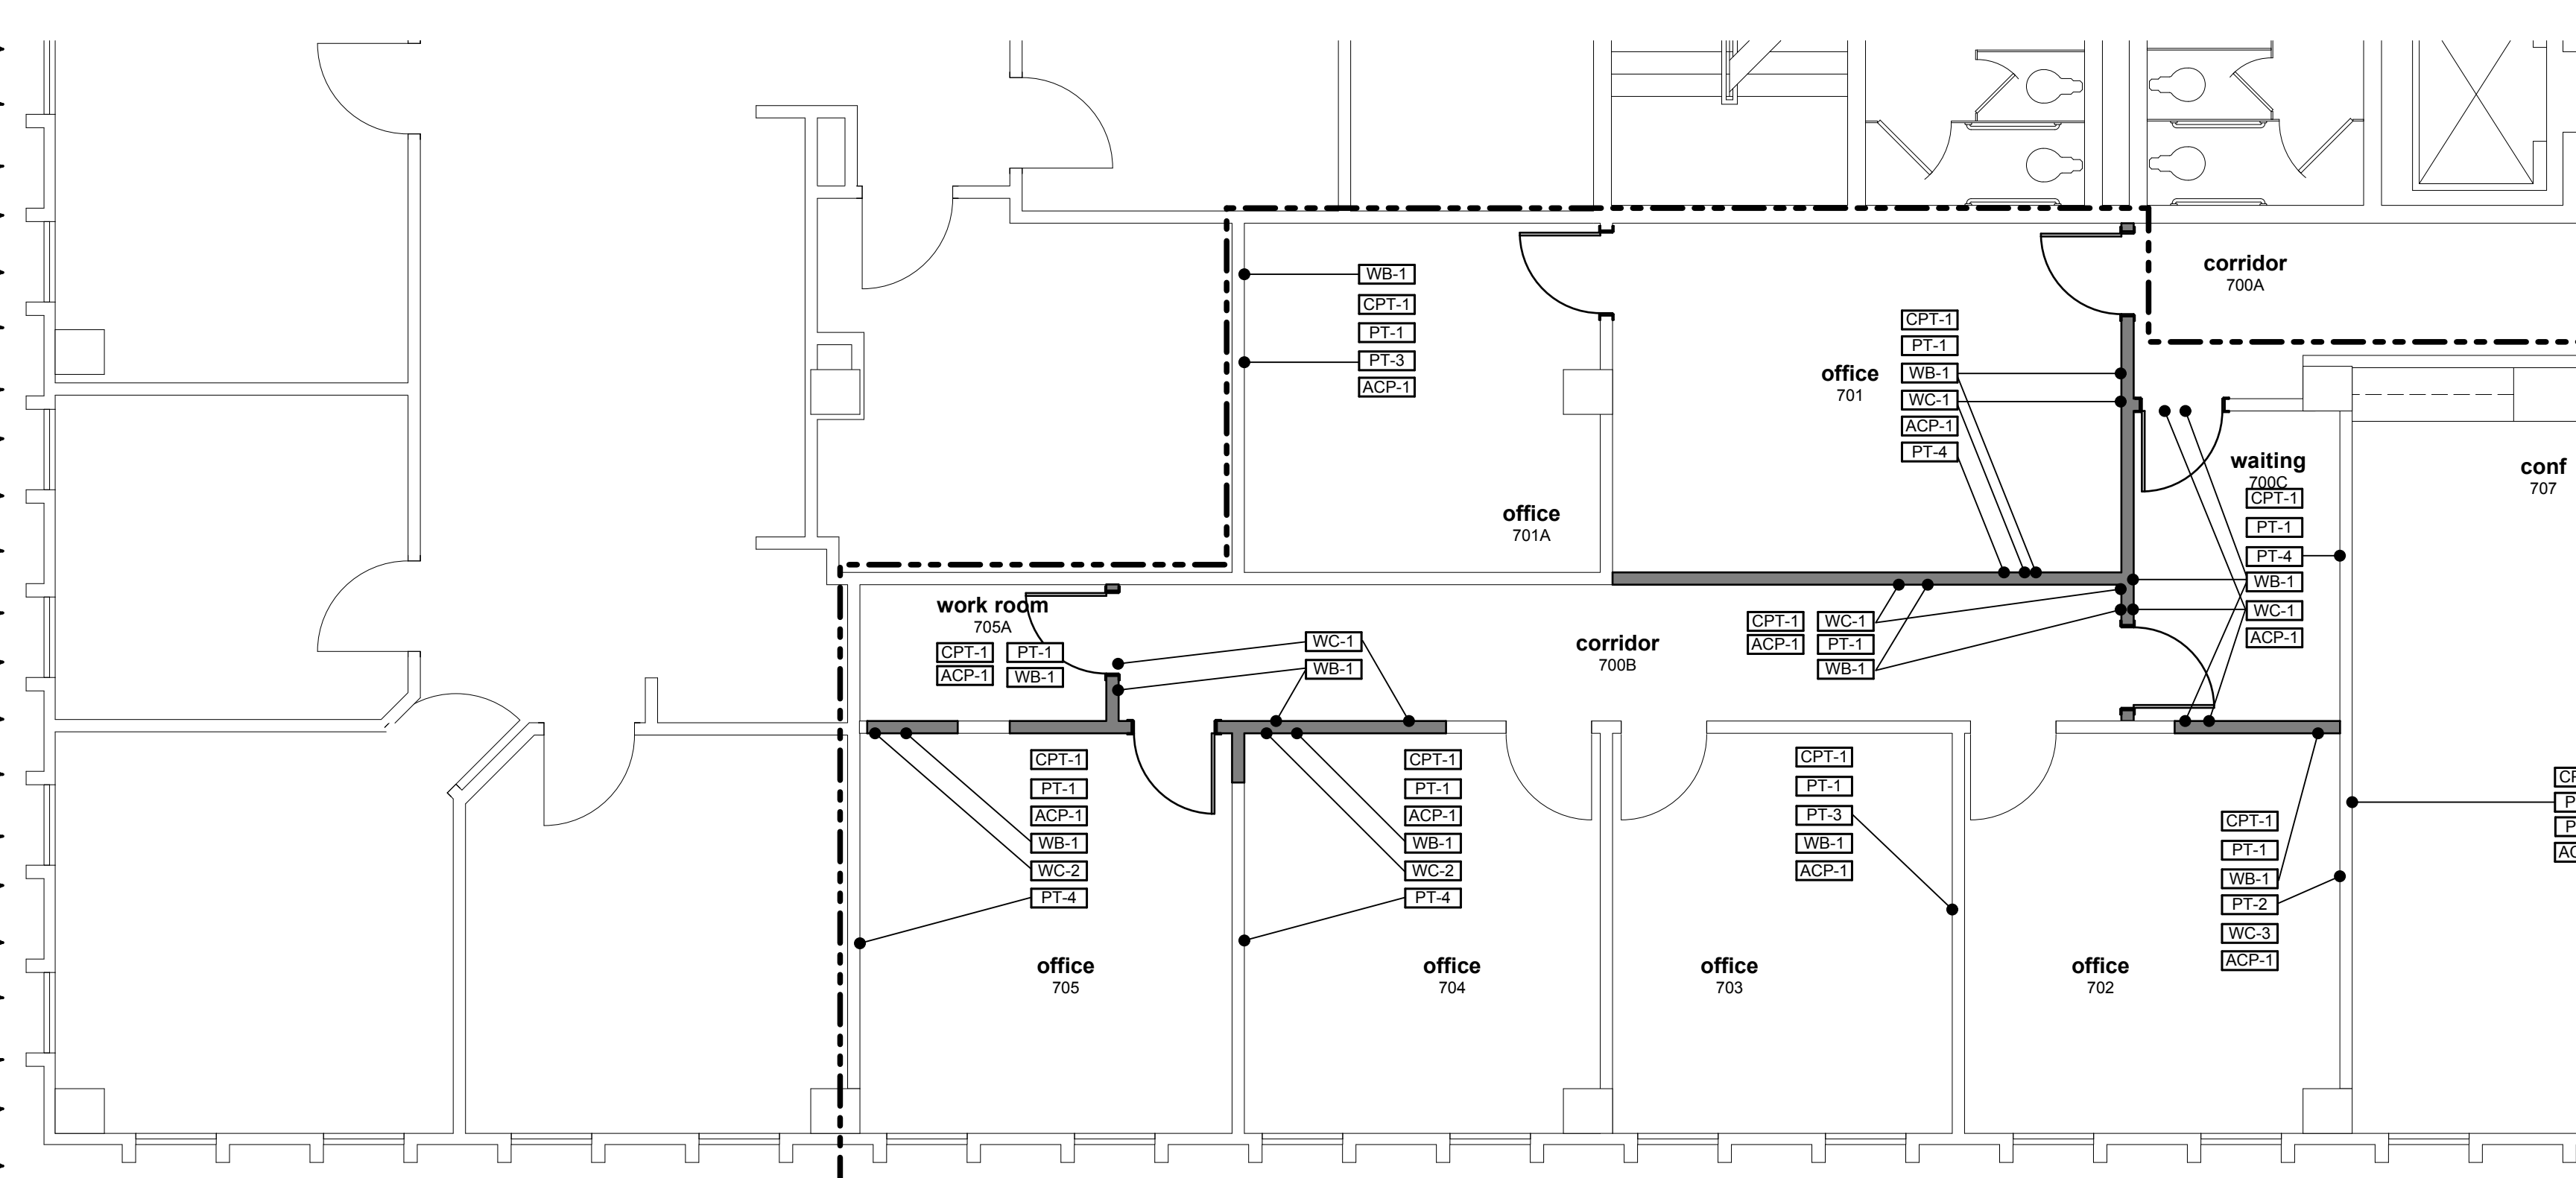 corridor
700A
WB-1
CPT-1
PT-1
PT-3
ACP-1
office
701A
CPT-1
PT-1
WB-1
WC-1
ACP-1
PT-4
office
701
waiting
700C
CPT-1
PT-1
PT-4
WB-1
WC-1
ACP-1
conf
707
work room
705A
CPT-1 PT-1
ACP-1 WB-1
WC-1
WB-1
corridor
700B
CPT-1 WC-1
ACP-1 PT-1
WB-1
CPT-1
PT-1
ACP-1
WB-1
WC-2
PT-4
office
705
CPT-1
PT-1
ACP-1
WB-1
WC-2
PT-4
office
704
CPT-1
PT-1
PT-3
WB-1
ACP-1
office
703
CPT-1
PT-1
WB-1
PT-2
WC-3
ACP-1
office
702